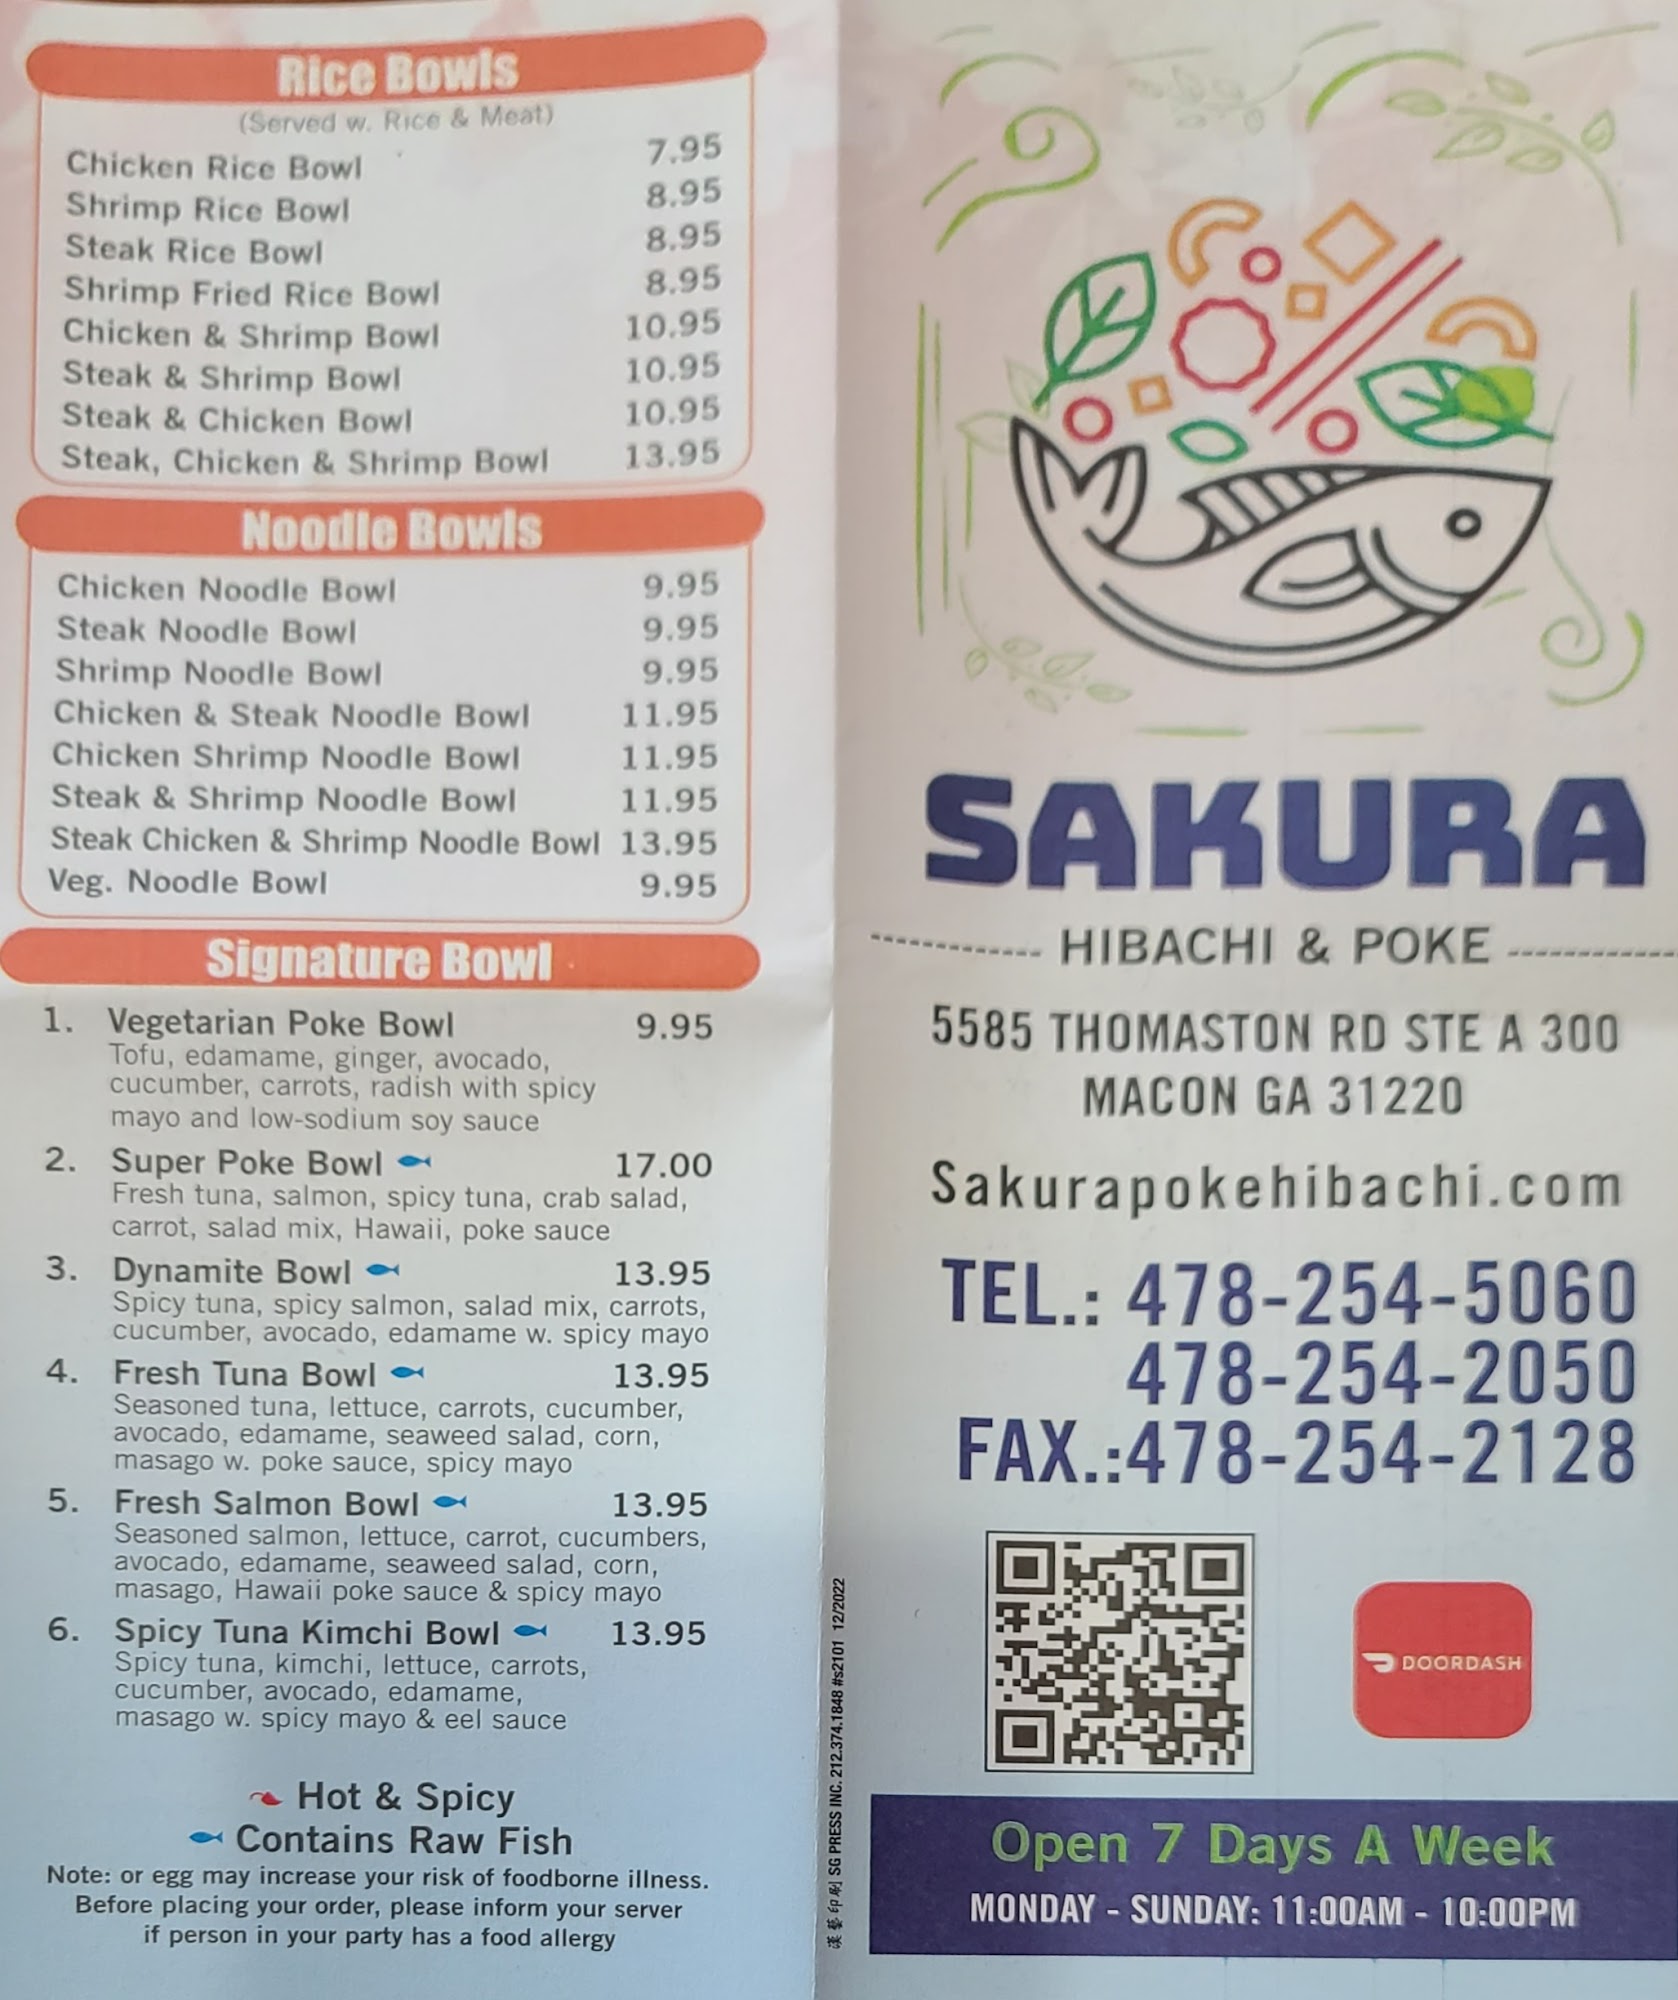 Rice Bowls
(Served w. Rice & Meat)
Chicken Rice Bowl 7.95
Shrimp Rice Bowl 8.95
Steak Rice Bowl 8.95
Shrimp Fried Rice Bowl 8.95
Chicken & Shrimp Bowl 10.95
Steak & Shrimp Bowl 10.95
Steak & Chicken Bowl 10.95
Steak, Chicken & Shrimp Bowl 13.95
Noodle Bowls
Chicken Noodle Bowl 9.95
Steak Noodle Bowl 9.95
Shrimp Noodle Bowl 9.95
Chicken & Steak Noodle Bowl 11.95
Chicken Shrimp Noodle Bowl 11.95
Steak & Shrimp Noodle Bowl 11.95
Steak Chicken & Shrimp Noodle Bowl 13.95
Veg. Noodle Bowl 9.95
Signature Bowl
1. Vegetarian Poke Bowl 9.95
Tofu, edamame, ginger, avocado,
cucumber, carrots, radish with spicy
mayo and low-sodium soy sauce
2. Super Poke Bowl 17.00
Fresh tuna, salmon, spicy tuna, crab salad,
carrot, salad mix, Hawaii, poke sauce
3. Dynamite Bowl 13.95
Spicy tuna, spicy salmon, salad mix, carrots,
cucumber, avocado, edamame w. spicy mayo
4. Fresh Tuna Bowl 13.95
Seasoned tuna, lettuce, carrots, cucumber,
avocado, edamame, seaweed salad, corn,
masago w. poke sauce, spicy mayo
5. Fresh Salmon Bowl 13.95
Seasoned salmon, lettuce, carrot, cucumbers,
avocado, edamame, seaweed salad, corn,
masago, Hawaii poke sauce & spicy mayo
6. Spicy Tuna Kimchi Bowl 13.95
Spicy tuna, kimchi, lettuce, carrots,
cucumber, avocado, edamame,
masago w. spicy mayo & eel sauce
Hot & Spicy
Contains Raw Fish
Note: or egg may increase your risk of foodborne illness.
Before placing your order, please inform your server
if person in your party has a food allergy
漢藝印刷 SG PRESS INC. 212.374.1848 #s2101 12/2022
SAKURA
HIBACHI & POKE
5585 THOMASTON RD STE A 300
MACON GA 31220
Sakurapokehibachi.com
TEL.: 478-254-5060
478-254-2050
FAX.:478-254-2128
DOORDASH
Open 7 Days A Week
MONDAY - SUNDAY: 11:00AM - 10:00PM